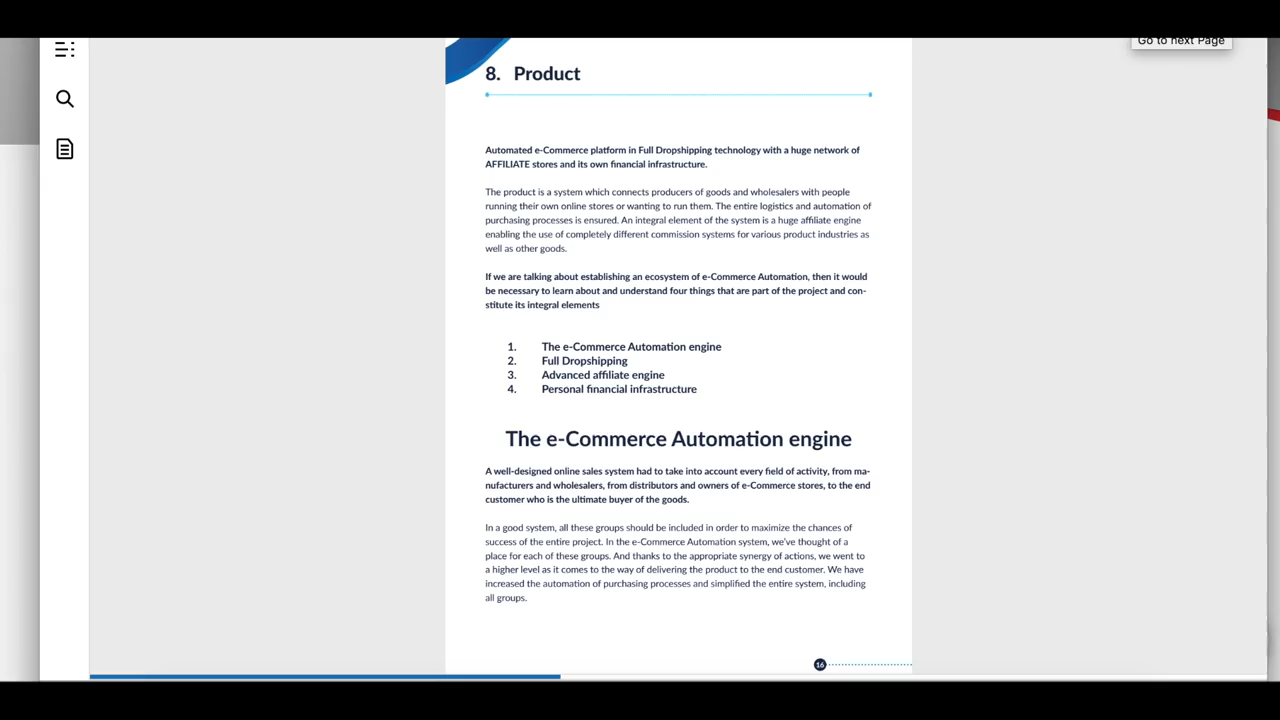 Go to next Page
8. Product
Automated e-Commerce platform in Full Dropshipping technology with a huge network of
AFFILIATE stores and its own financial infrastructure.
The product is a system which connects producers of goods and wholesalers with people
running their own online stores or wanting to run them. The entire logistics and automation of
purchasing processes is ensured. An integral element of the system is a huge affiliate engine
enabling the use of completely different commission systems for various product industries as
well as other goods.
If we are talking about establishing an ecosystem of e-Commerce Automation, then it would
be necessary to learn about and understand four things that are part of the project and con-
stitute its integral elements
1. The e-Commerce Automation engine
2. Full Dropshipping
3. Advanced affiliate engine
4. Personal financial infrastructure
The e-Commerce Automation engine
A well-designed online sales system had to take into account every field of activity, from ma-
nufacturers and wholesalers, from distributors and owners of e-Commerce stores, to the end
customer who is the ultimate buyer of the goods.
In a good system, all these groups should be included in order to maximize the chances of
success of the entire project. In the e-Commerce Automation system, we've thought of a
place for each of these groups. And thanks to the appropriate synergy of actions, we went to
a higher level as it comes to the way of delivering the product to the end customer. We have
increased the automation of purchasing processes and simplified the entire system, including
all groups.
16